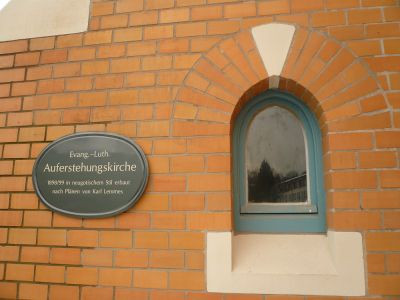 Evang.-Luth.
Auferstehungskirche
1898/99 in neugotischem Stil erbaut
nach Plänen von Karl Lemmes